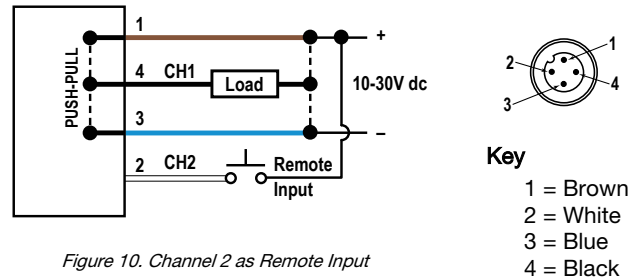 1
+
4 CH1 Load
10-30V dc
PUSH-PULL
3
–
2 CH2 Remote
Input
Figure 10. Channel 2 as Remote Input
1
2
4
3
Key
1 = Brown
2 = White
3 = Blue
4 = Black